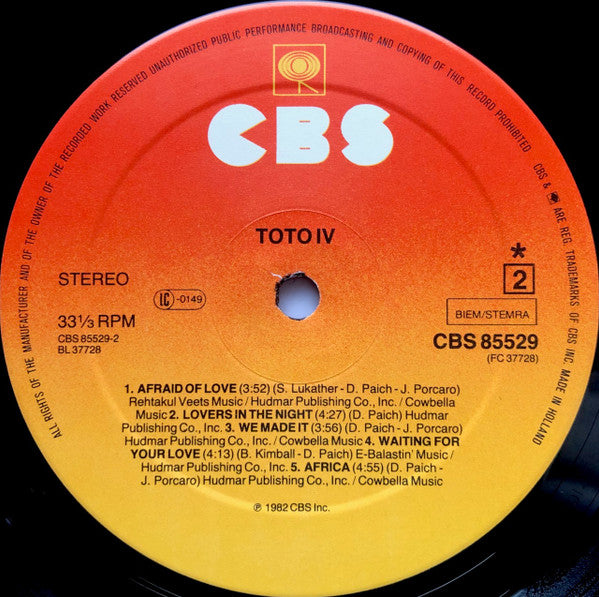 ALL RIGHTS OF THE MANUFACTURER AND OF THE OWNER OF THE RECORDED WORK RESERVED UNAUTHORIZED PUBLIC PERFORMANCE BROADCASTING AND COPYING OF THIS RECORD PROHIBITED
CBS & ARE REG. TRADEMARKS OF CBS INC. MADE IN HOLLAND
CBS
TOTO IV
STEREO
LC -0149
*
2
33⅓ RPM
BIEM/STEMRA
CBS 85529-2
CBS 85529
BL 37728
(FC 37728)
1. AFRAID OF LOVE (3:52) (S. Lukather - D. Paich - J. Porcaro)
Rehtakul Veets Music / Hudmar Publishing Co., Inc. / Cowbella
Music 2. LOVERS IN THE NIGHT (4:27) (D. Paich) Hudmar
Publishing Co., Inc. 3. WE MADE IT (3:56) (D. Paich - J. Porcaro)
Hudmar Publishing Co., Inc. / Cowbella Music 4. WAITING FOR
YOUR LOVE (4:13) (B. Kimball - D. Paich) E-Balastin' Music /
Hudmar Publishing Co., Inc. 5. AFRICA (4:55) (D. Paich -
J. Porcaro) Hudmar Publishing Co., Inc. / Cowbella Music
℗ 1982 CBS Inc.